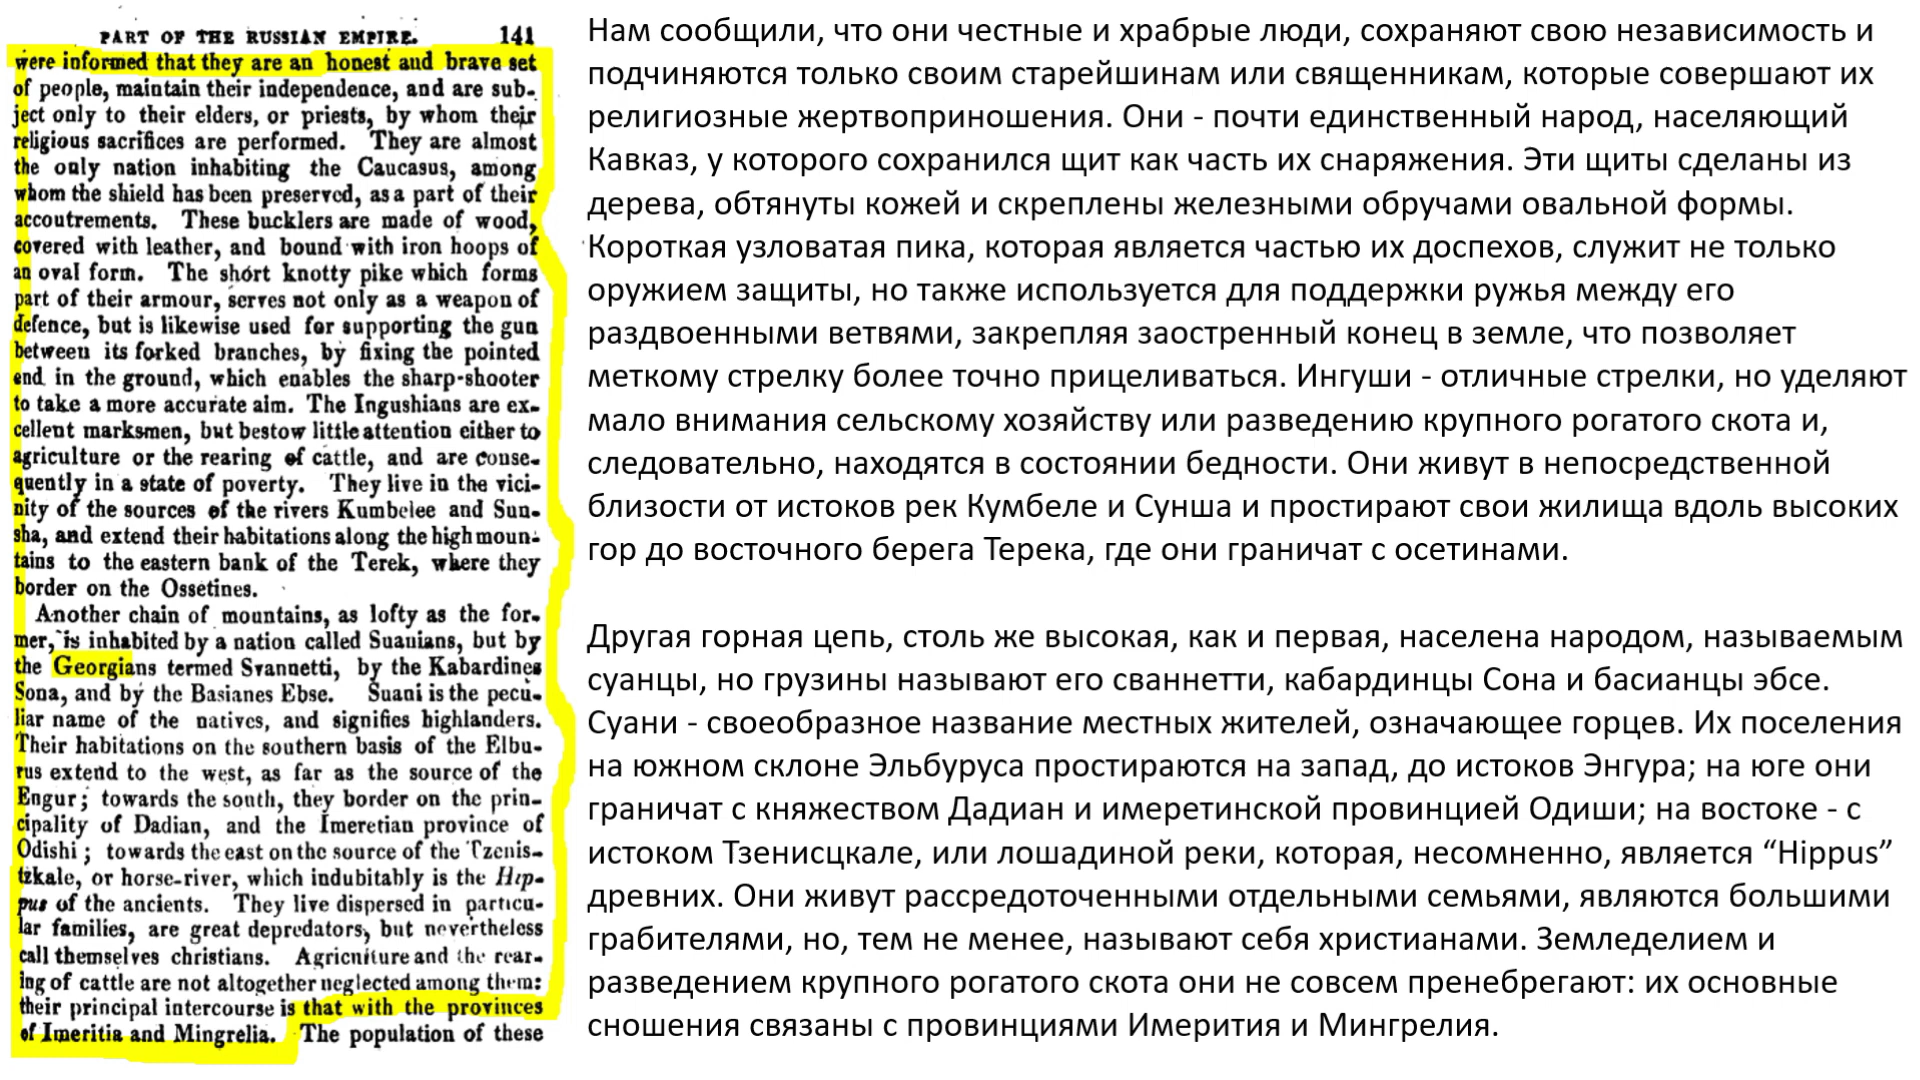 PART OF THE RUSSIAN EMPIRE. 141
were informed that they are an honest and brave set
of people, maintain their independence, and are sub-
ject only to their elders, or priests, by whom their
religious sacrifices are performed. They are almost
the only nation inhabiting the Caucasus, among
whom the shield has been preserved, as a part of their
accoutrements. These bucklers are made of wood,
covered with leather, and bound with iron hoops of
an oval form. The short knotty pike which forms
part of their armour, serves not only as a weapon of
defence, but is likewise used for supporting the gun
between its forked branches, by fixing the pointed
end in the ground, which enables the sharp-shooter
to take a more accurate aim. The Ingushians are ex-
cellent marksmen, but bestow little attention either to
agriculture or the rearing of cattle, and are conse-
quently in a state of poverty. They live in the vici-
nity of the sources of the rivers Kumbelee and Sun-
sha, and extend their habitations along the high moun-
tains to the eastern bank of the Terek, where they
border on the Ossetines.
Another chain of mountains, as lofty as the for-
mer, is inhabited by a nation called Suanians, but by
the Georgians termed Svannetti, by the Kabardines
Sona, and by the Basianes Ebse. Suani is the pecu-
liar name of the natives, and signifies highlanders.
Their habitations on the southern basis of the Elbu-
rus extend to the west, as far as the source of the
Engur; towards the south, they border on the prin-
cipality of Dadian, and the Imeretian province of
Odishi; towards the east on the source of the Tzenis-
tzkale, or horse-river, which indubitably is the Hip-
pus of the ancients. They live dispersed in particu-
lar families, are great depredators, but nevertheless
call themselves christians. Agriculture and the rear-
ing of cattle are not altogether neglected among them:
their principal intercourse is that with the provinces
of Imeritia and Mingrelia. The population of these
Нам сообщили, что они честные и храбрые люди, сохраняют свою независимость и
подчиняются только своим старейшинам или священникам, которые совершают их
религиозные жертвоприношения. Они - почти единственный народ, населяющий
Кавказ, у которого сохранился щит как часть их снаряжения. Эти щиты сделаны из
дерева, обтянуты кожей и скреплены железными обручами овальной формы.
Короткая узловатая пика, которая является частью их доспехов, служит не только
оружием защиты, но также используется для поддержки ружья между его
раздвоенными ветвями, закрепляя заостренный конец в земле, что позволяет
меткому стрелку более точно прицеливаться. Ингуши - отличные стрелки, но уделяют
мало внимания сельскому хозяйству или разведению крупного рогатого скота и,
следовательно, находятся в состоянии бедности. Они живут в непосредственной
близости от истоков рек Кумбеле и Сунша и простирают свои жилища вдоль высоких
гор до восточного берега Терека, где они граничат с осетинами.
Другая горная цепь, столь же высокая, как и первая, населена народом, называемым
суанцы, но грузины называют его сваннетти, кабардинцы Сона и басианцы эбсе.
Суани - своеобразное название местных жителей, означающее горцев. Их поселения
на южном склоне Эльбуруса простираются на запад, до истоков Энгура; на юге они
граничат с княжеством Дадиан и имеретинской провинцией Одиши; на востоке - с
истоком Тзенисцкале, или лошадиной реки, которая, несомненно, является “Hippus”
древних. Они живут рассредоточенными отдельными семьями, являются большими
грабителями, но, тем не менее, называют себя христианами. Земледелием и
разведением крупного рогатого скота они не совсем пренебрегают: их основные
сношения связаны с провинциями Имерития и Мингрелия.